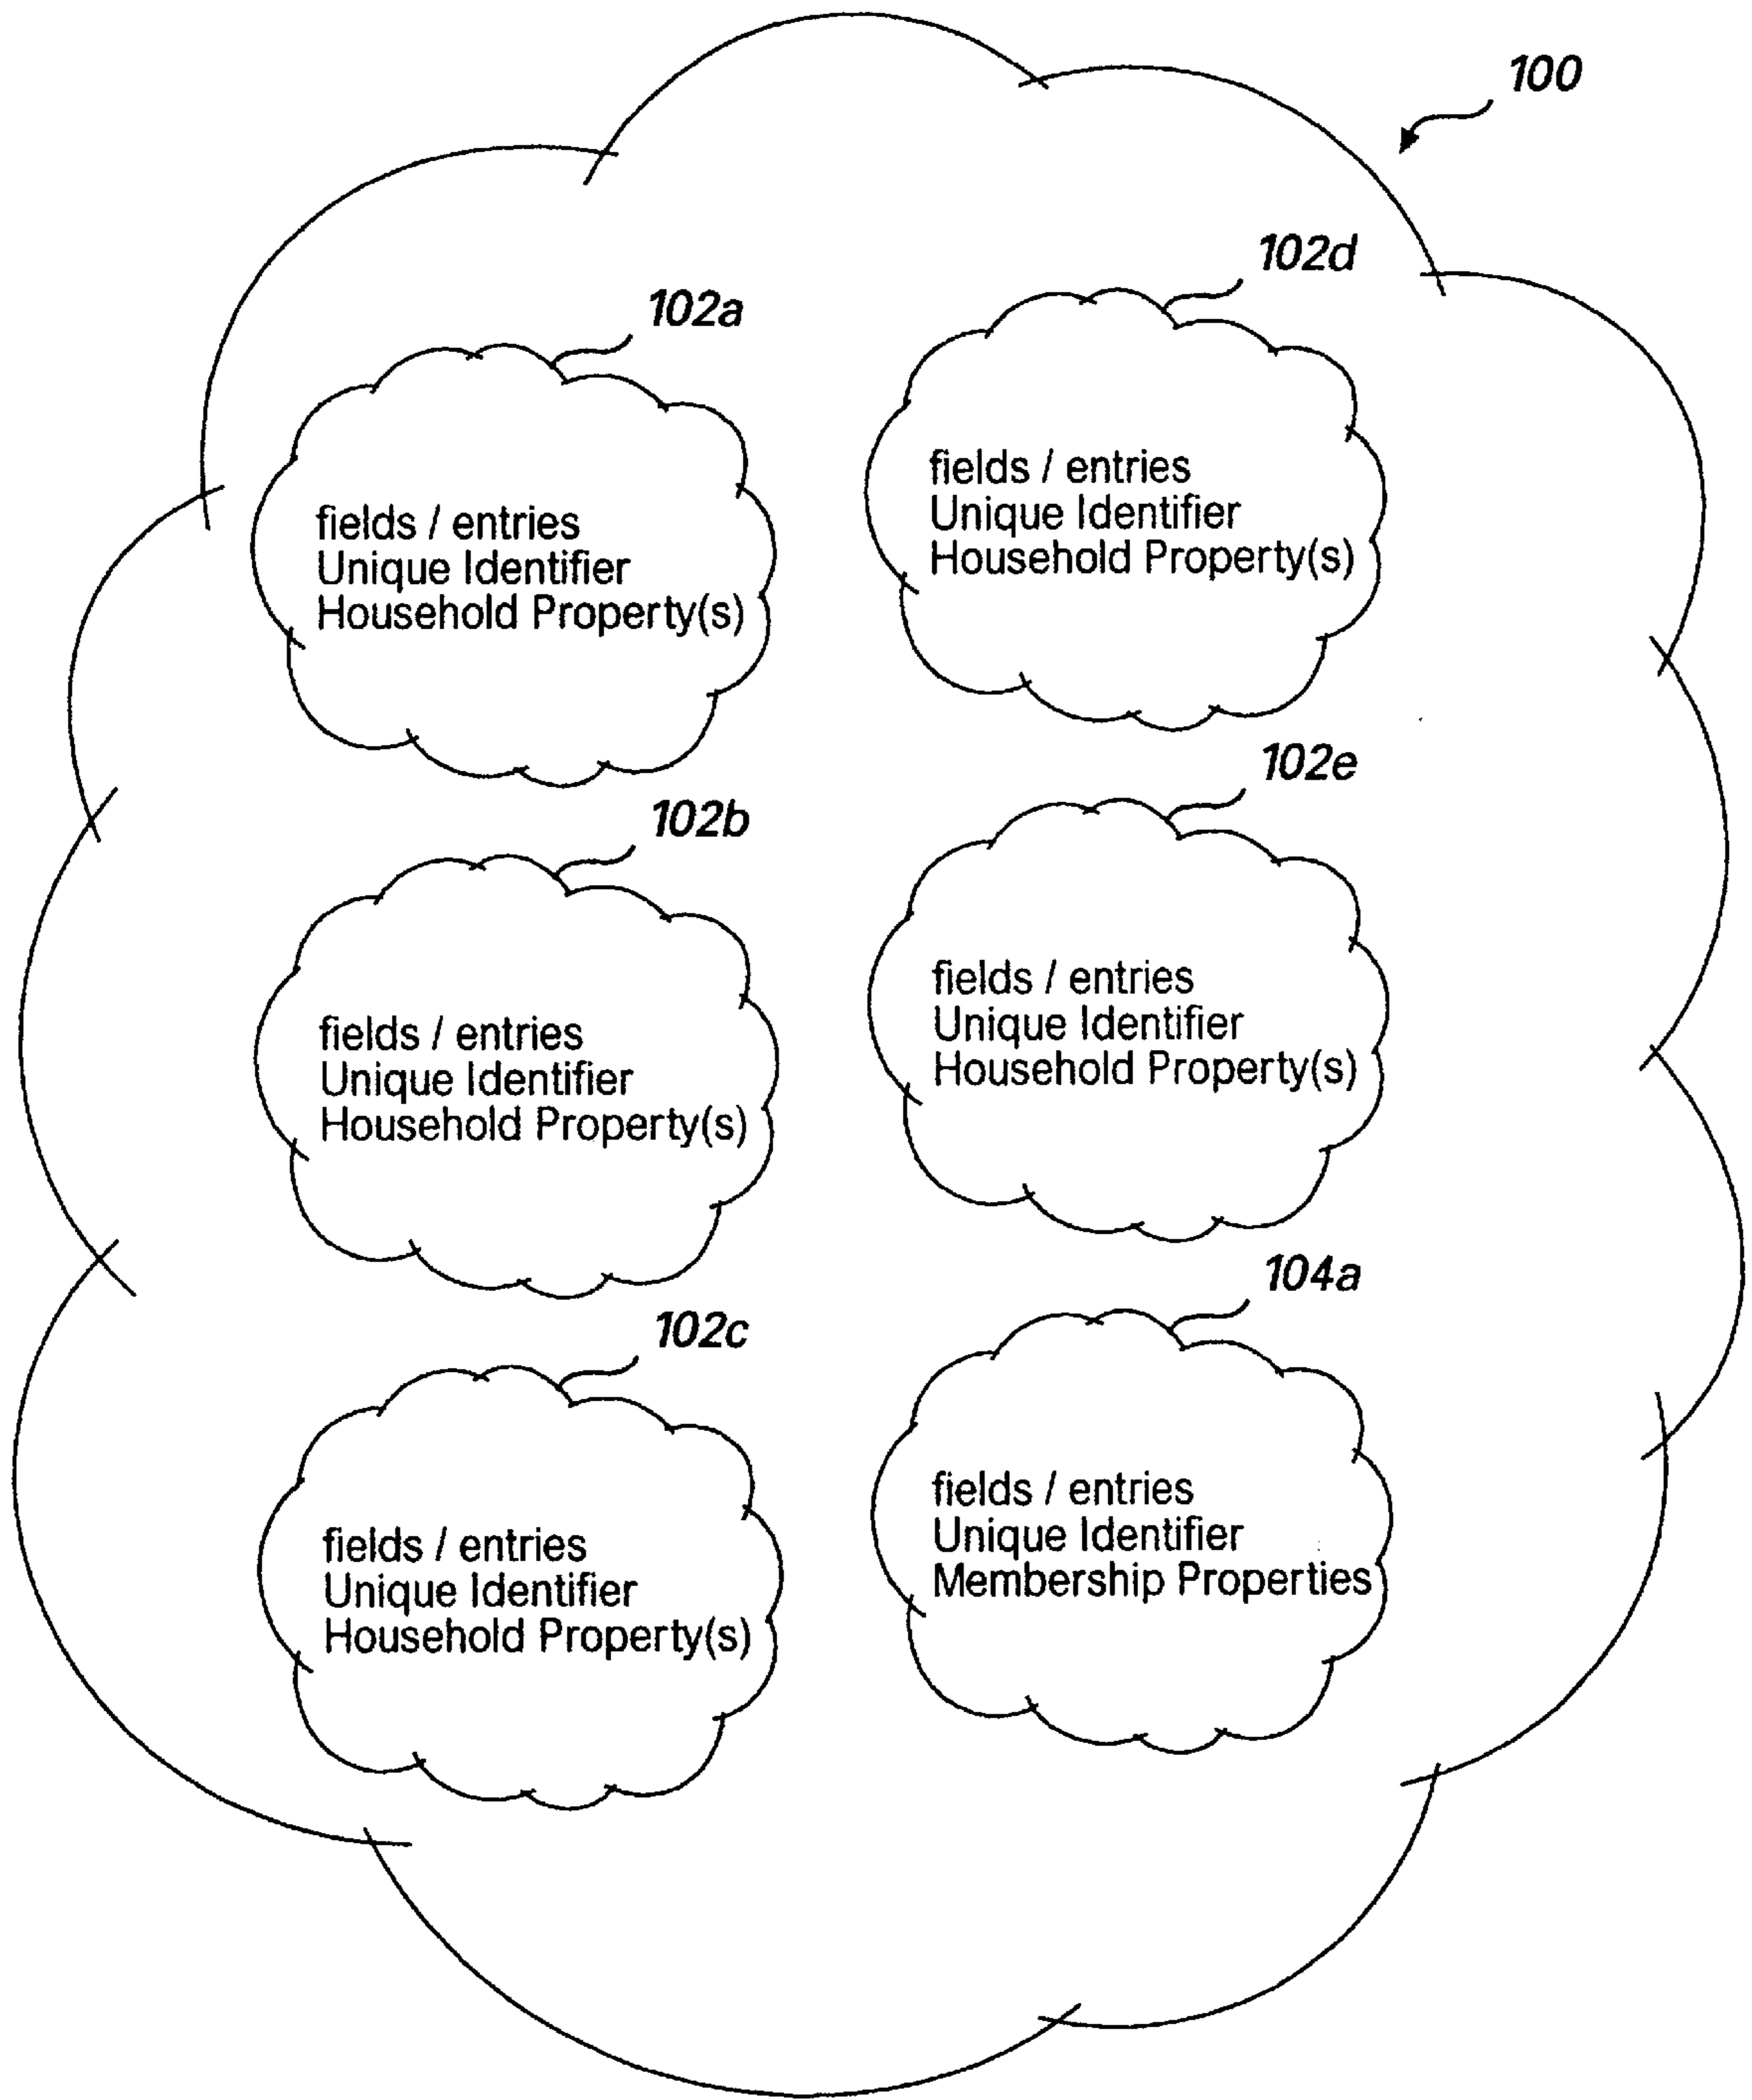 100
102a
fields / entries
Unique Identifier
Household Property(s)
102b
fields / entries
Unique Identifier
Household Property(s)
102c
fields / entries
Unique Identifier
Household Property(s)
102d
fields / entries
Unique Identifier
Household Property(s)
102e
fields / entries
Unique Identifier
Household Property(s)
104a
fields / entries
Unique Identifier
Membership Properties